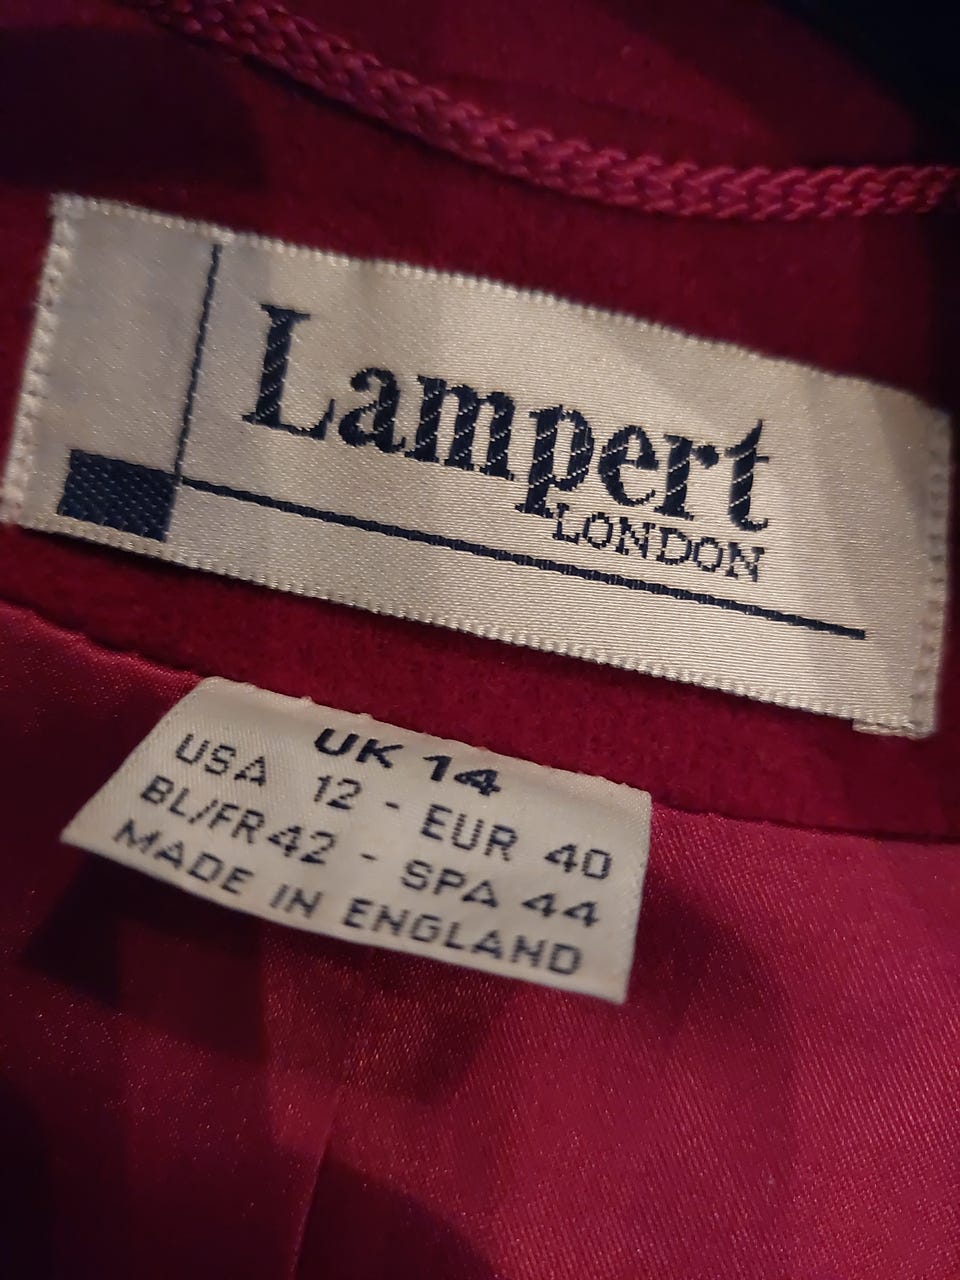 Lampert
LONDON
UK 14
USA 12 - EUR 40
BL/FR 42 - SPA 44
MADE IN ENGLAND